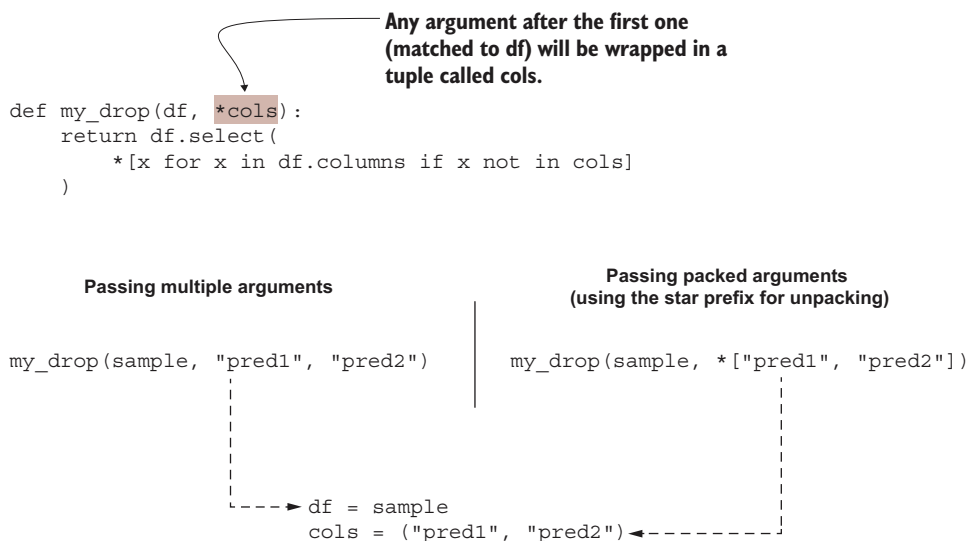 Any argument after the first one
(matched to df) will be wrapped in a
tuple called cols.
def my_drop(df, *cols):
    return df.select(
        *[x for x in df.columns if x not in cols]
    )
Passing multiple arguments
my_drop(sample, "pred1", "pred2")
Passing packed arguments
(using the star prefix for unpacking)
my_drop(sample, *["pred1", "pred2"])
df = sample
cols = ("pred1", "pred2")